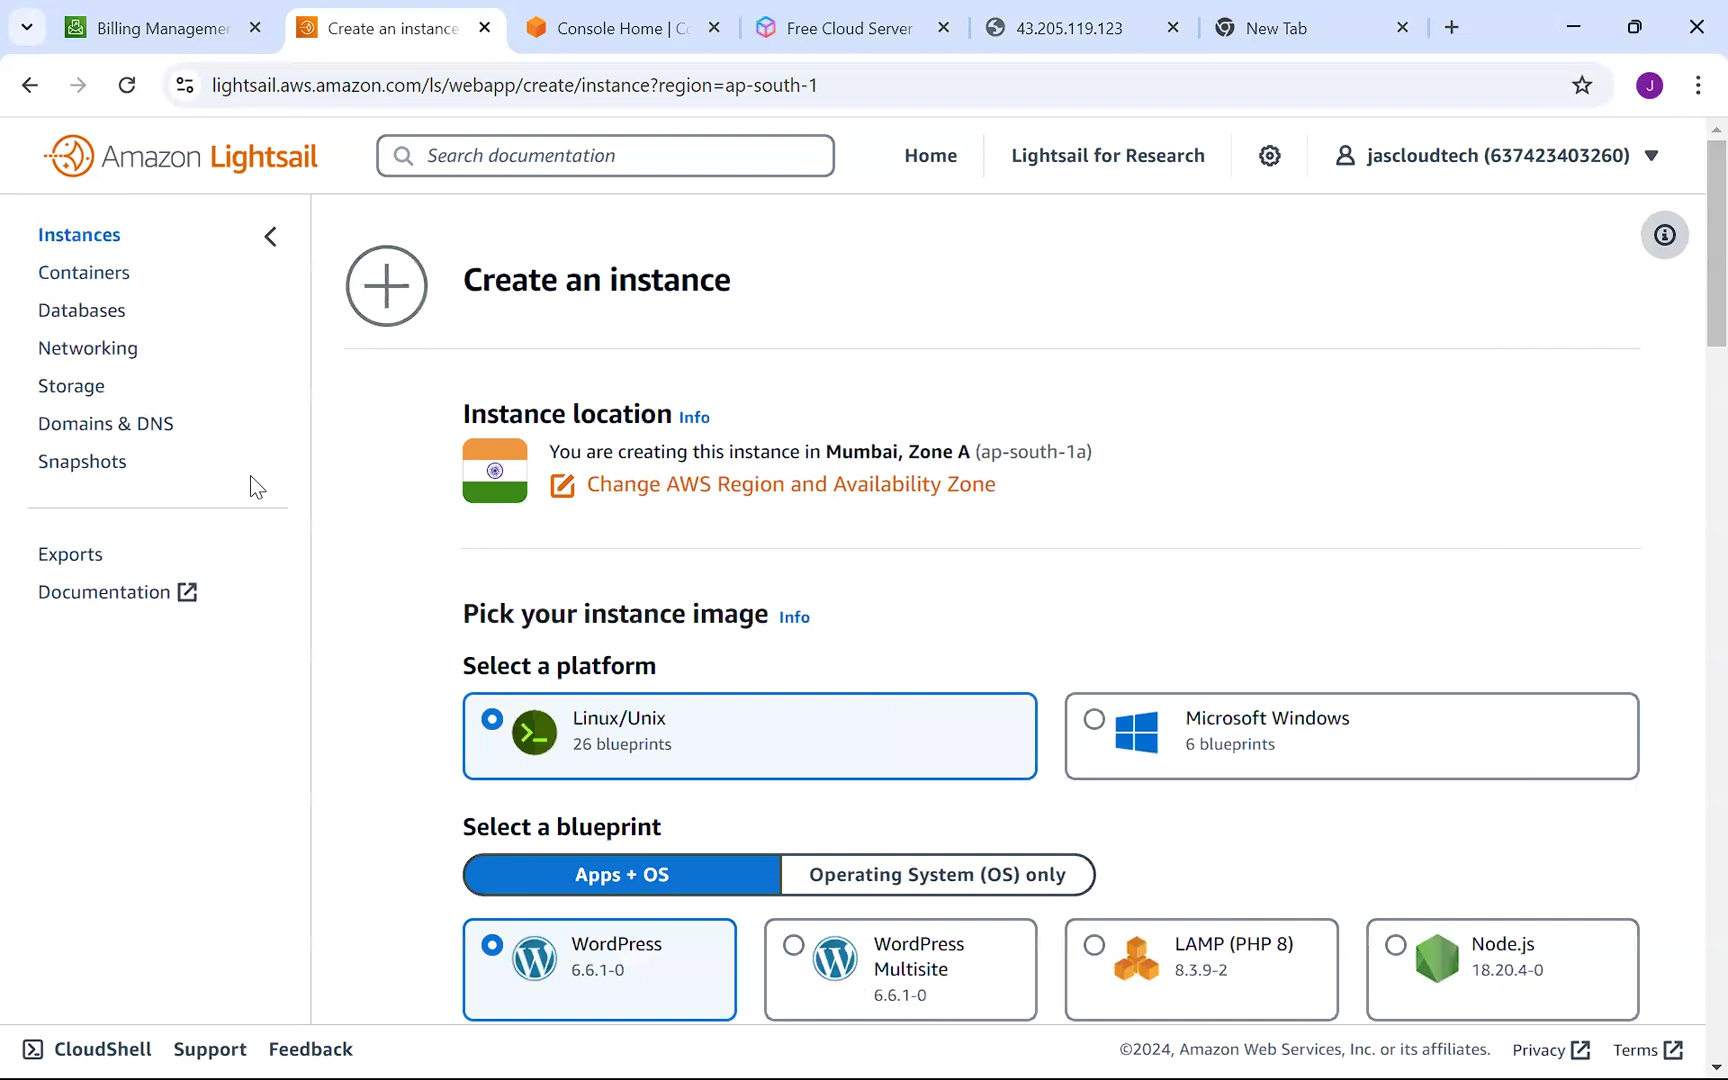 Billing Managemer
Create an instance
Console Home | Cc
Free Cloud Server
43.205.119.123
New Tab
lightsail.aws.amazon.com/ls/webapp/create/instance?region=ap-south-1
J
Amazon Lightsail
Search documentation
Home
Lightsail for Research
jascloudtech (637423403260)
Instances
Containers
Databases
Networking
Storage
Domains & DNS
Snapshots
Exports
Documentation
Create an instance
Instance location Info
You are creating this instance in Mumbai, Zone A (ap-south-1a)
Change AWS Region and Availability Zone
Pick your instance image Info
Select a platform
Linux/Unix
26 blueprints
Microsoft Windows
6 blueprints
Select a blueprint
Apps + OS
Operating System (OS) only
WordPress
6.6.1-0
WordPress
Multisite
6.6.1-0
LAMP (PHP 8)
8.3.9-2
Node.js
18.20.4-0
CloudShell
Support
Feedback
©2024, Amazon Web Services, Inc. or its affiliates.
Privacy
Terms